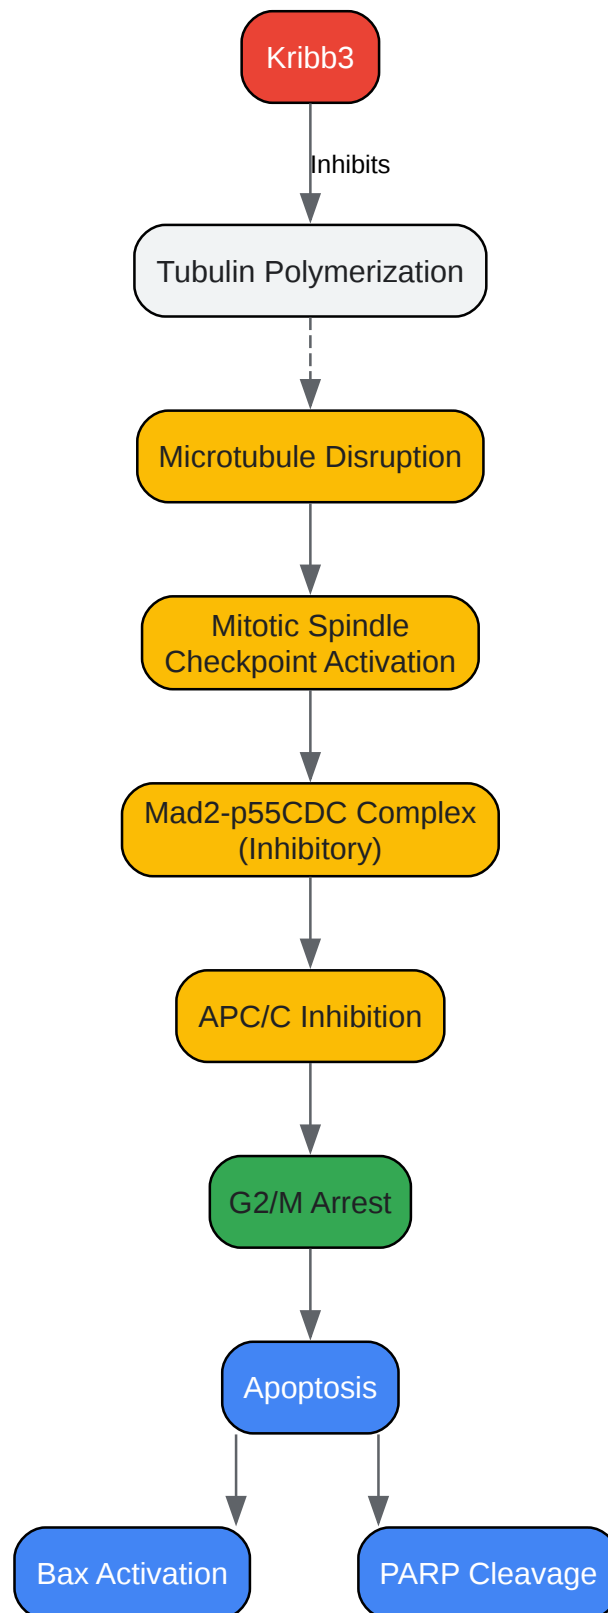 Kribb3
Inhibits
Tubulin Polymerization
Microtubule Disruption
Mitotic Spindle
Checkpoint Activation
Mad2-p55CDC Complex
(Inhibitory)
APC/C Inhibition
G2/M Arrest
Apoptosis
Bax Activation
PARP Cleavage